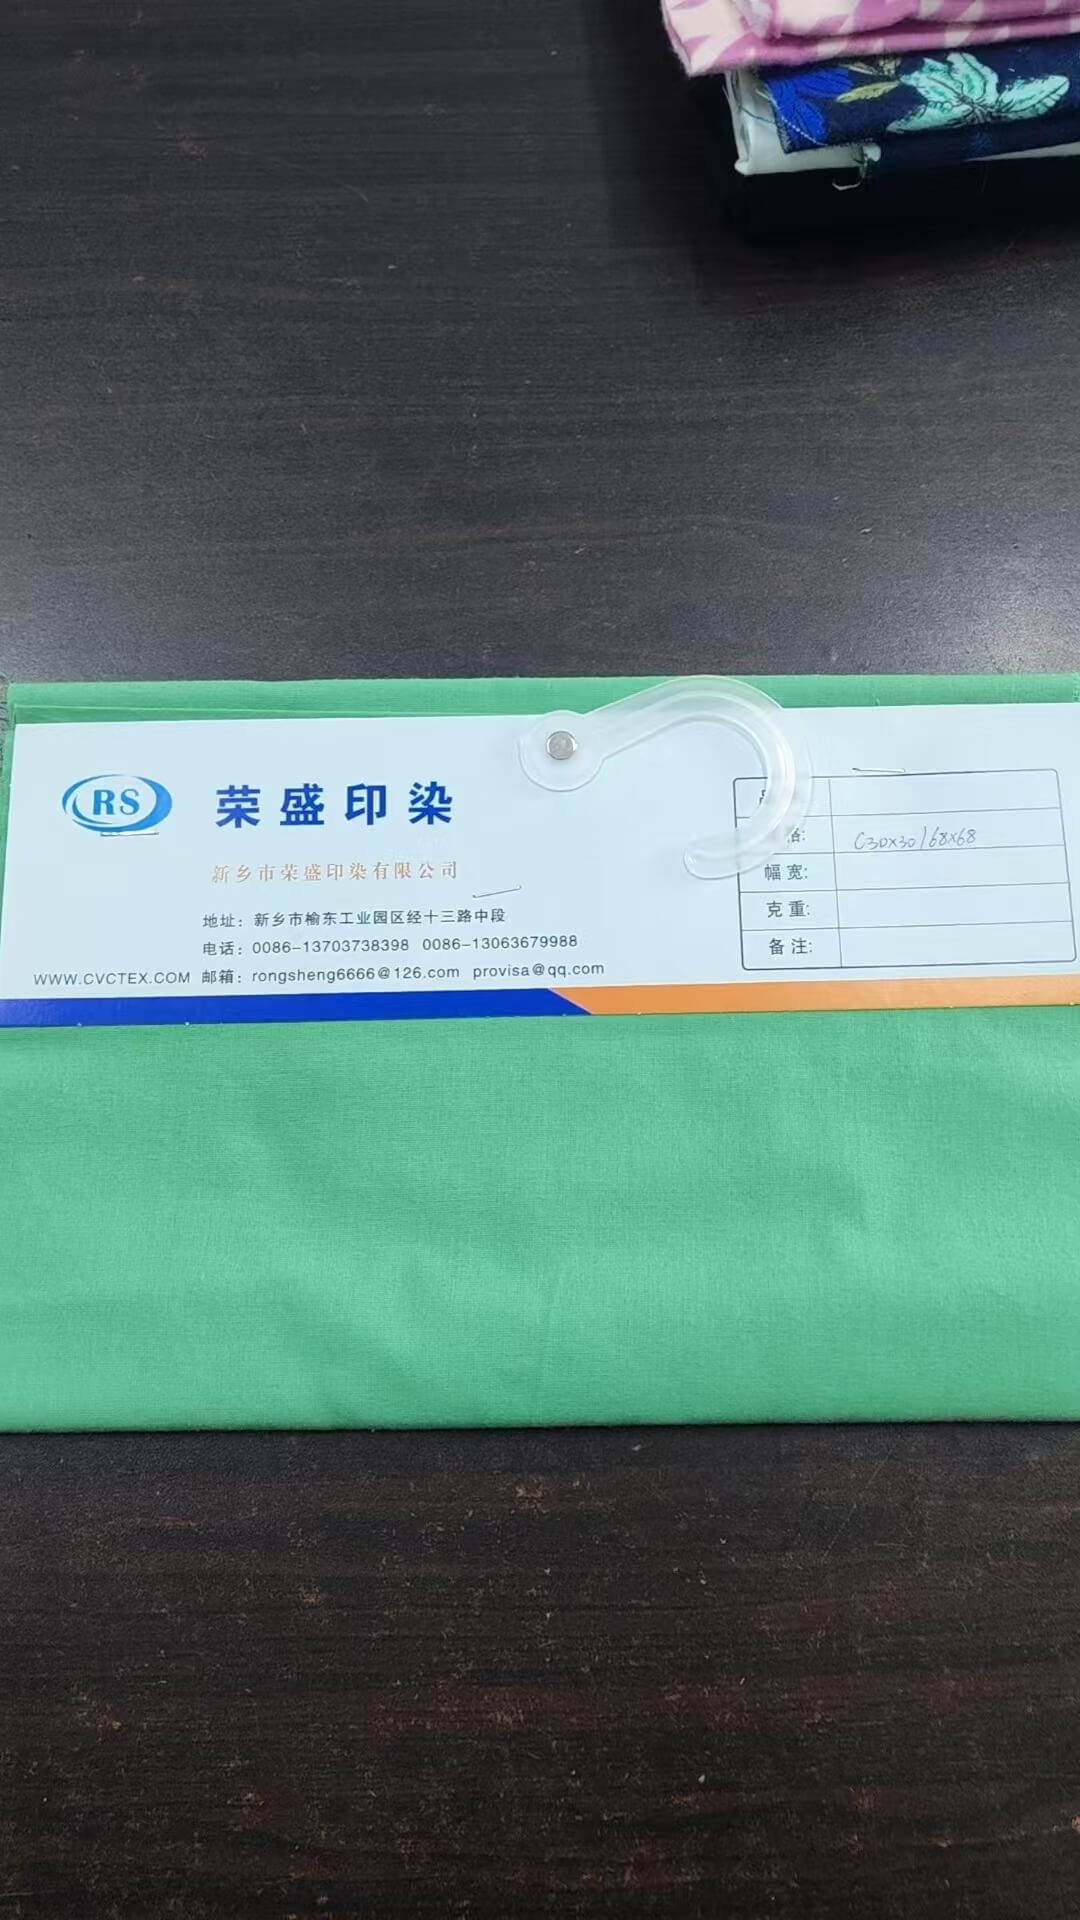 RS
荣盛印染
新乡市荣盛印染有限公司
地址：新乡市榆东工业园区经十三路中段
电话：0086-13703738398 0086-13063679988
WWW.CVCTEX.COM 邮箱：rongsheng6666@126.com provisa@qq.com
格: C30x30/68x68
幅宽:
克重:
备注: